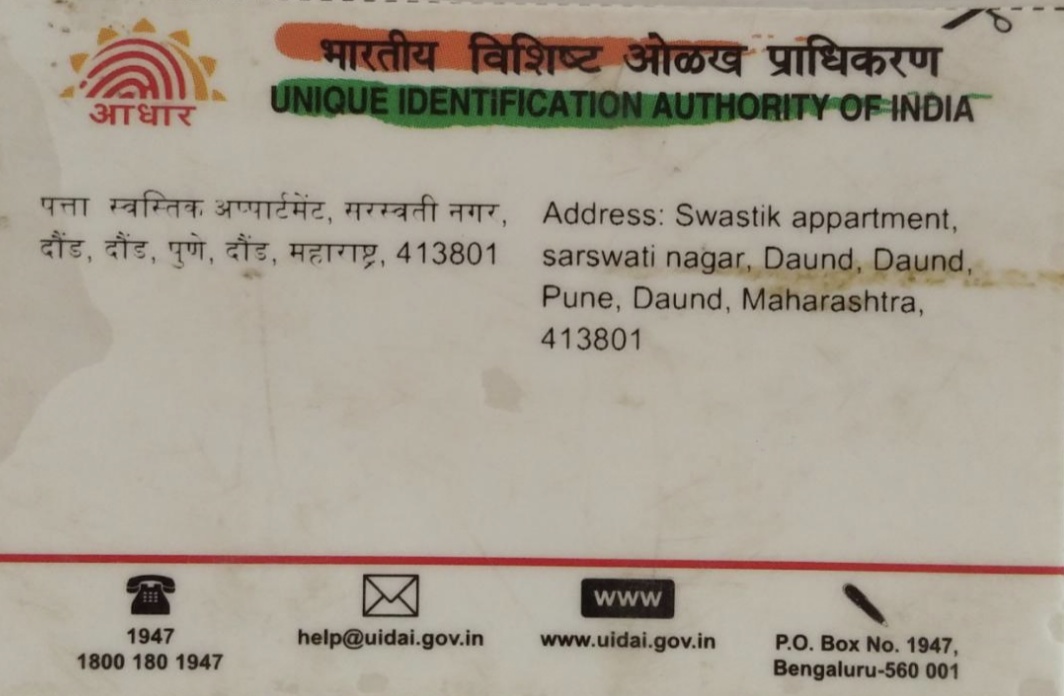 भारतीय विशिष्ट ओळख प्राधिकरण
UNIQUE IDENTIFICATION AUTHORITY OF INDIA
आधार
पत्ता स्वस्तिक अप्पार्टमेंट, सरस्वती नगर,
दौंड, दौंड, पुणे, दौंड, महाराष्ट्र, 413801
Address: Swastik appartment,
sarswati nagar, Daund, Daund,
Pune, Daund, Maharashtra,
413801
1947
1800 180 1947
help@uidai.gov.in
www
www.uidai.gov.in
P.O. Box No. 1947,
Bengaluru-560 001